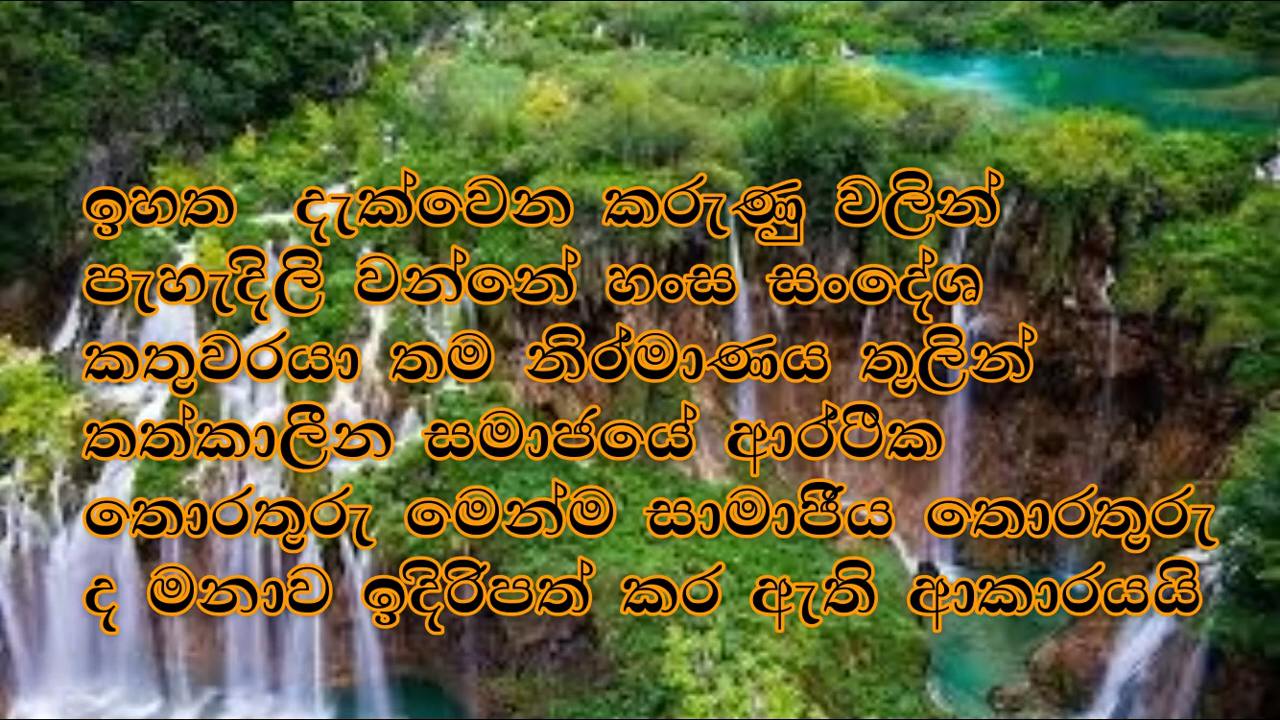 ඉහත දැක්වෙන කරුණු වලින්
පැහැදිලි වන්නේ හංස සංදේශ
කතූවරයා තම නිර්මාණය තූලින්
තත්කාලීන සමාජයේ ආර්ථික
තොරතූරු මෙන්ම සාමාජීය තොරතූරු
ද මනාව ඉදිරිපත් කර ඇති ආකාරයයි